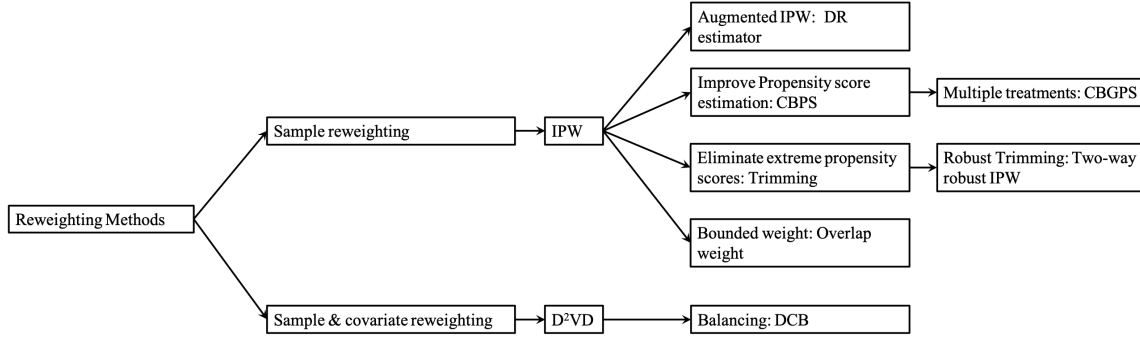 Augmented IPW:  DR
estimator
Improve Propensity score
estimation: CBPS
Multiple treatments: CBGPS
Sample reweighting
IPW
Eliminate extreme propensity
scores: Trimming
Robust Trimming: Two-way
robust IPW
Reweighting Methods
Bounded weight: Overlap
weight
Sample & covariate reweighting
D²VD
Balancing: DCB